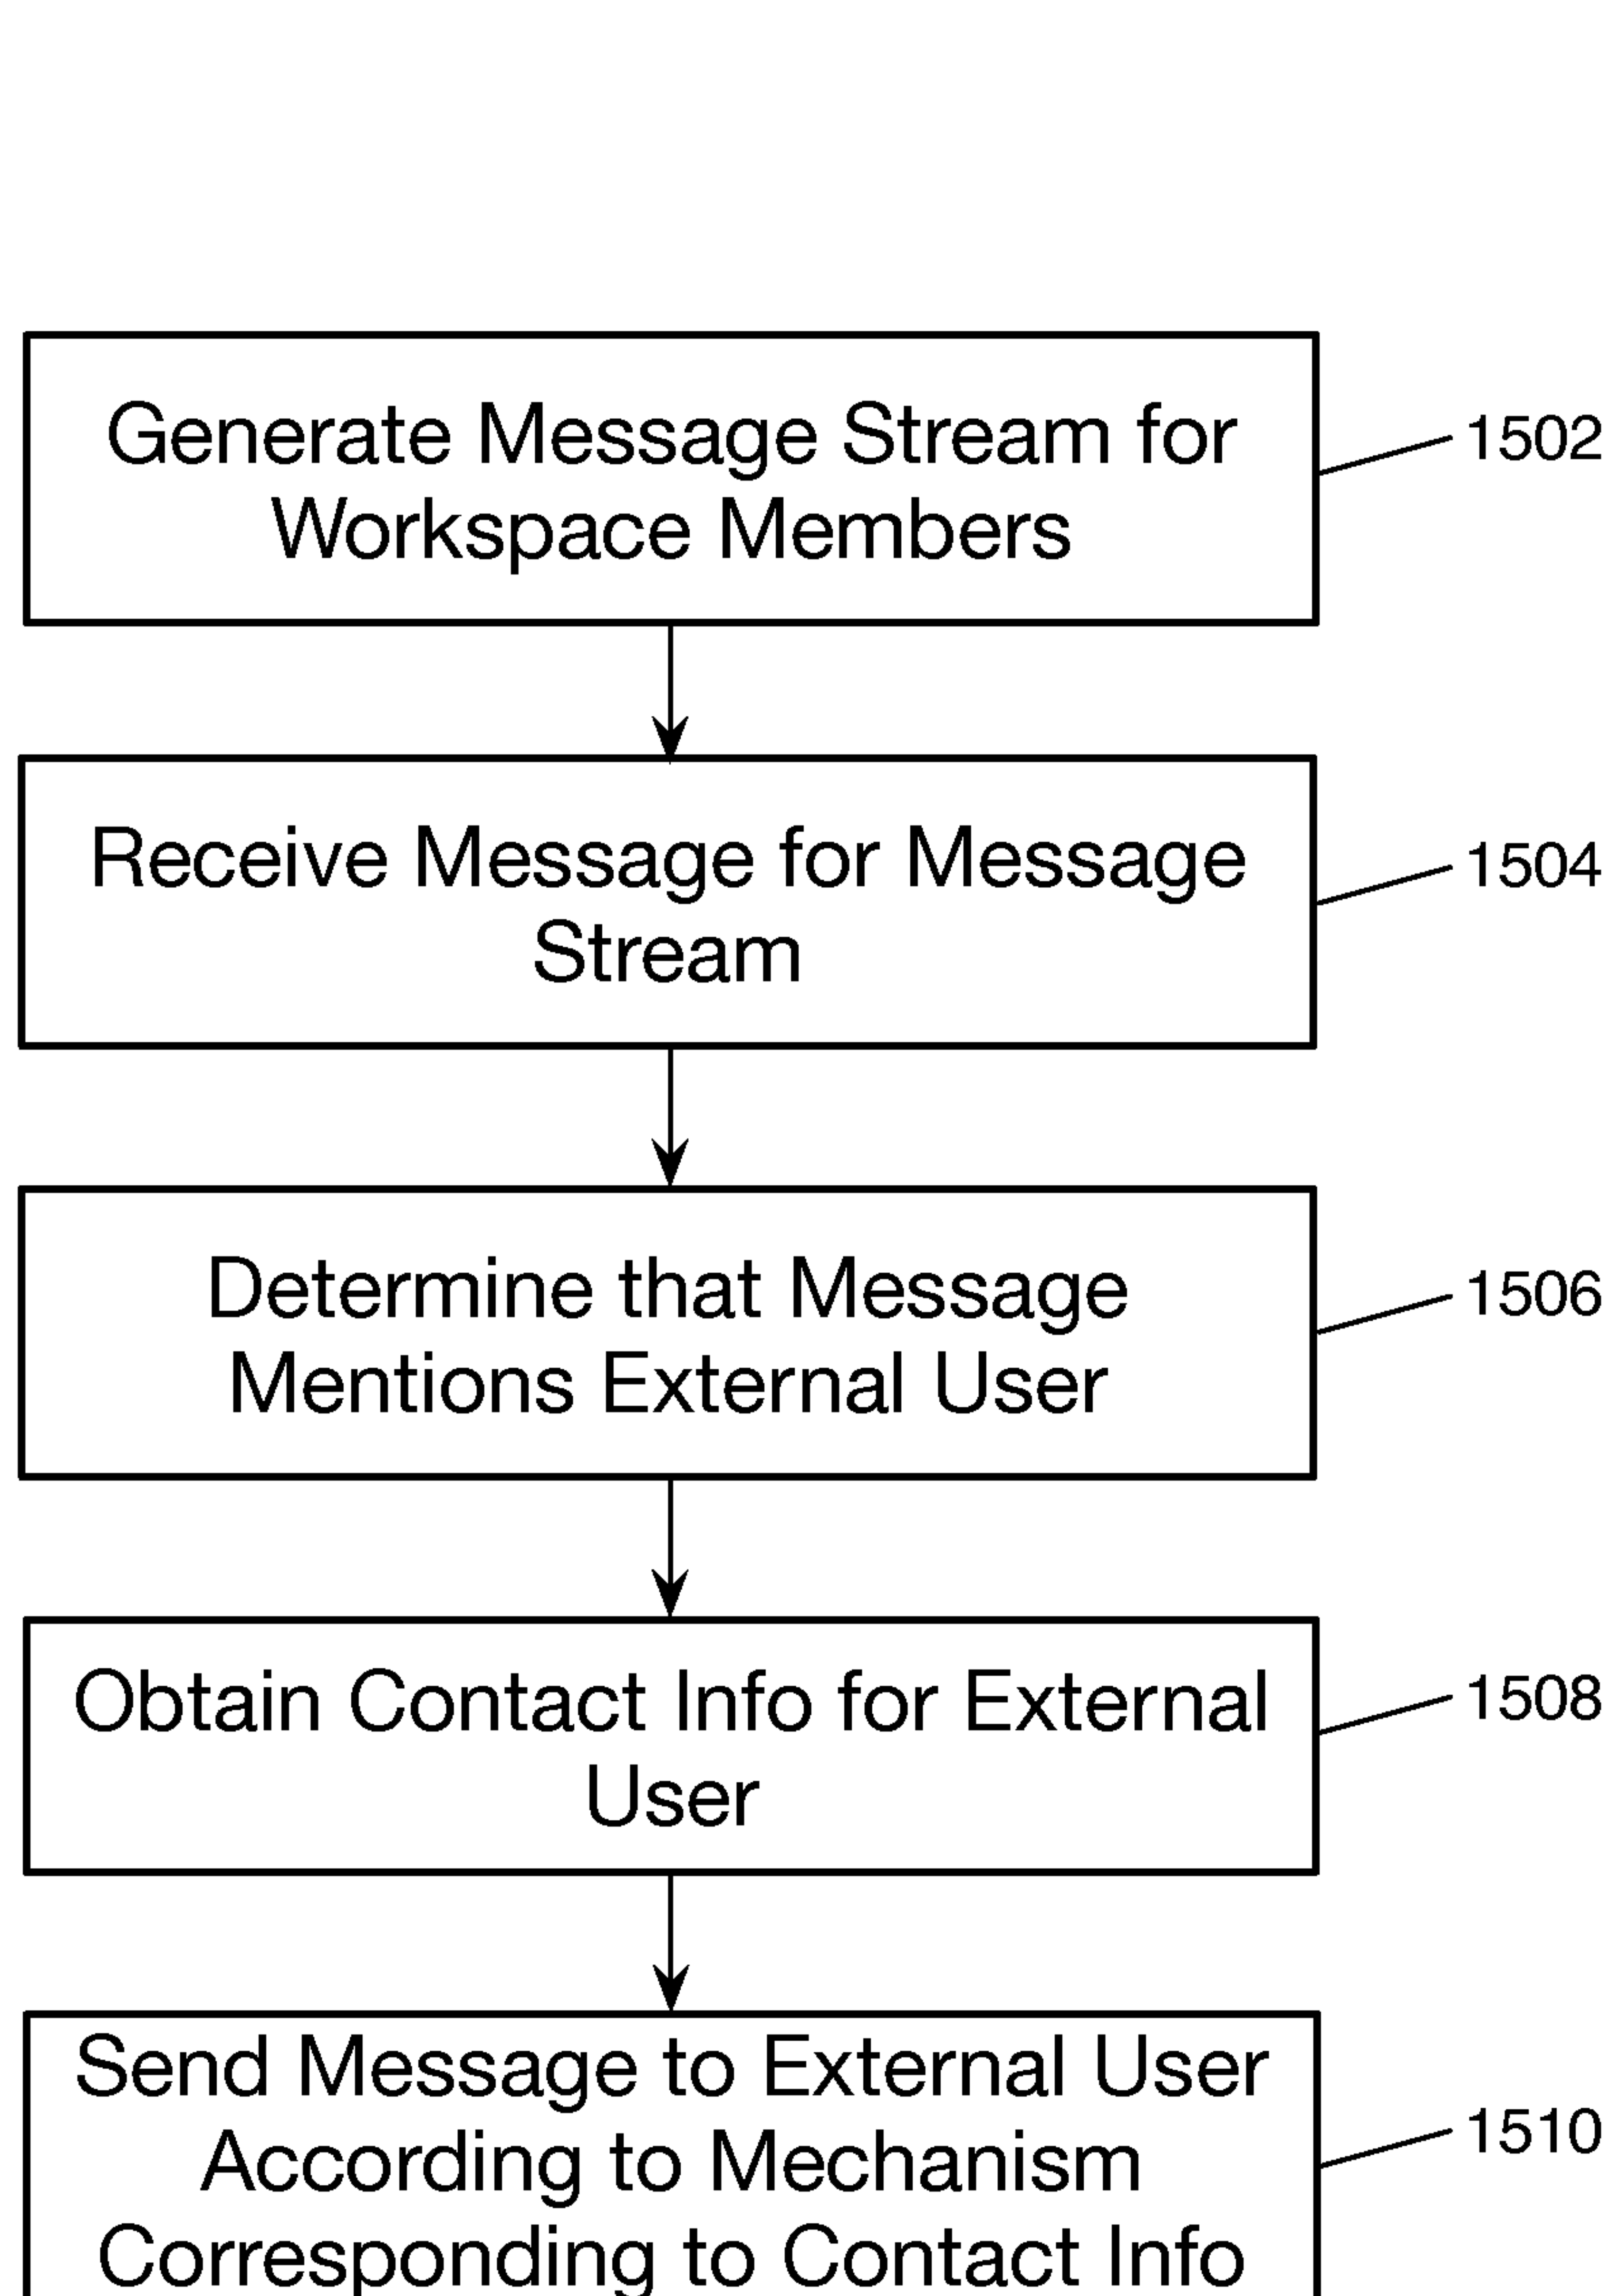 Generate Message Stream for
Workspace Members
1502
Receive Message for Message
Stream
1504
Determine that Message
Mentions External User
1506
Obtain Contact Info for External
User
1508
Send Message to External User
According to Mechanism
Corresponding to Contact Info
1510